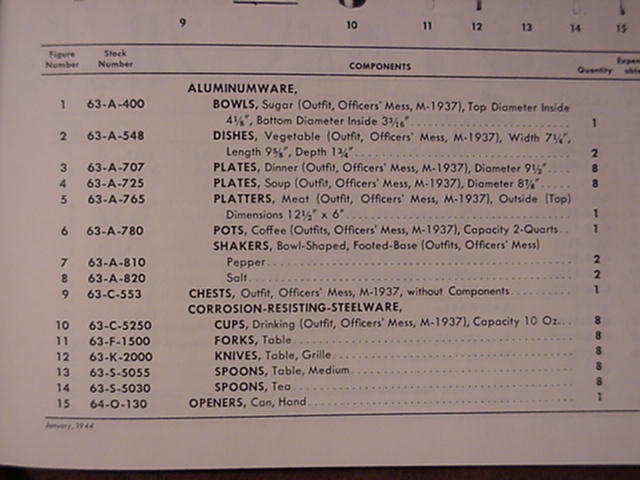 9 10 11 12 13 14 15
Figure Number Stock Number COMPONENTS Quantity
ALUMINUMWARE,
1 63-A-400 BOWLS, Sugar (Outfit, Officers' Mess, M-1937), Top Diameter Inside
4⅛", Bottom Diameter Inside 3³⁄₁₆" 1
2 63-A-548 DISHES, Vegetable (Outfit, Officers' Mess, M-1937), Width 7¼",
Length 9⅝", Depth 1¾" 2
3 63-A-707 PLATES, Dinner (Outfit, Officers' Mess, M-1937), Diameter 9½" 8
4 63-A-725 PLATES, Soup (Outfit, Officers' Mess, M-1937), Diameter 8⅞" 8
5 63-A-765 PLATTERS, Meat (Outfit, Officers' Mess, M-1937), Outside (Top)
Dimensions 12½" x 6" 1
6 63-A-780 POTS, Coffee (Outfits, Officers' Mess, M-1937), Capacity 2-Quarts 1
SHAKERS, Bowl-Shaped, Footed-Base (Outfits, Officers' Mess)
7 63-A-810 Pepper 2
8 63-A-820 Salt 2
9 63-C-553 CHESTS, Outfit, Officers' Mess, M-1937, without Components 1
CORROSION-RESISTING-STEELWARE,
10 63-C-5250 CUPS, Drinking (Outfit, Officers' Mess, M-1937), Capacity 10 Oz. 8
11 63-F-1500 FORKS, Table 8
12 63-K-2000 KNIVES, Table, Grille 8
13 63-S-5055 SPOONS, Table, Medium 8
14 63-S-5030 SPOONS, Tea 8
15 64-O-130 OPENERS, Can, Hand 1
January, 1944